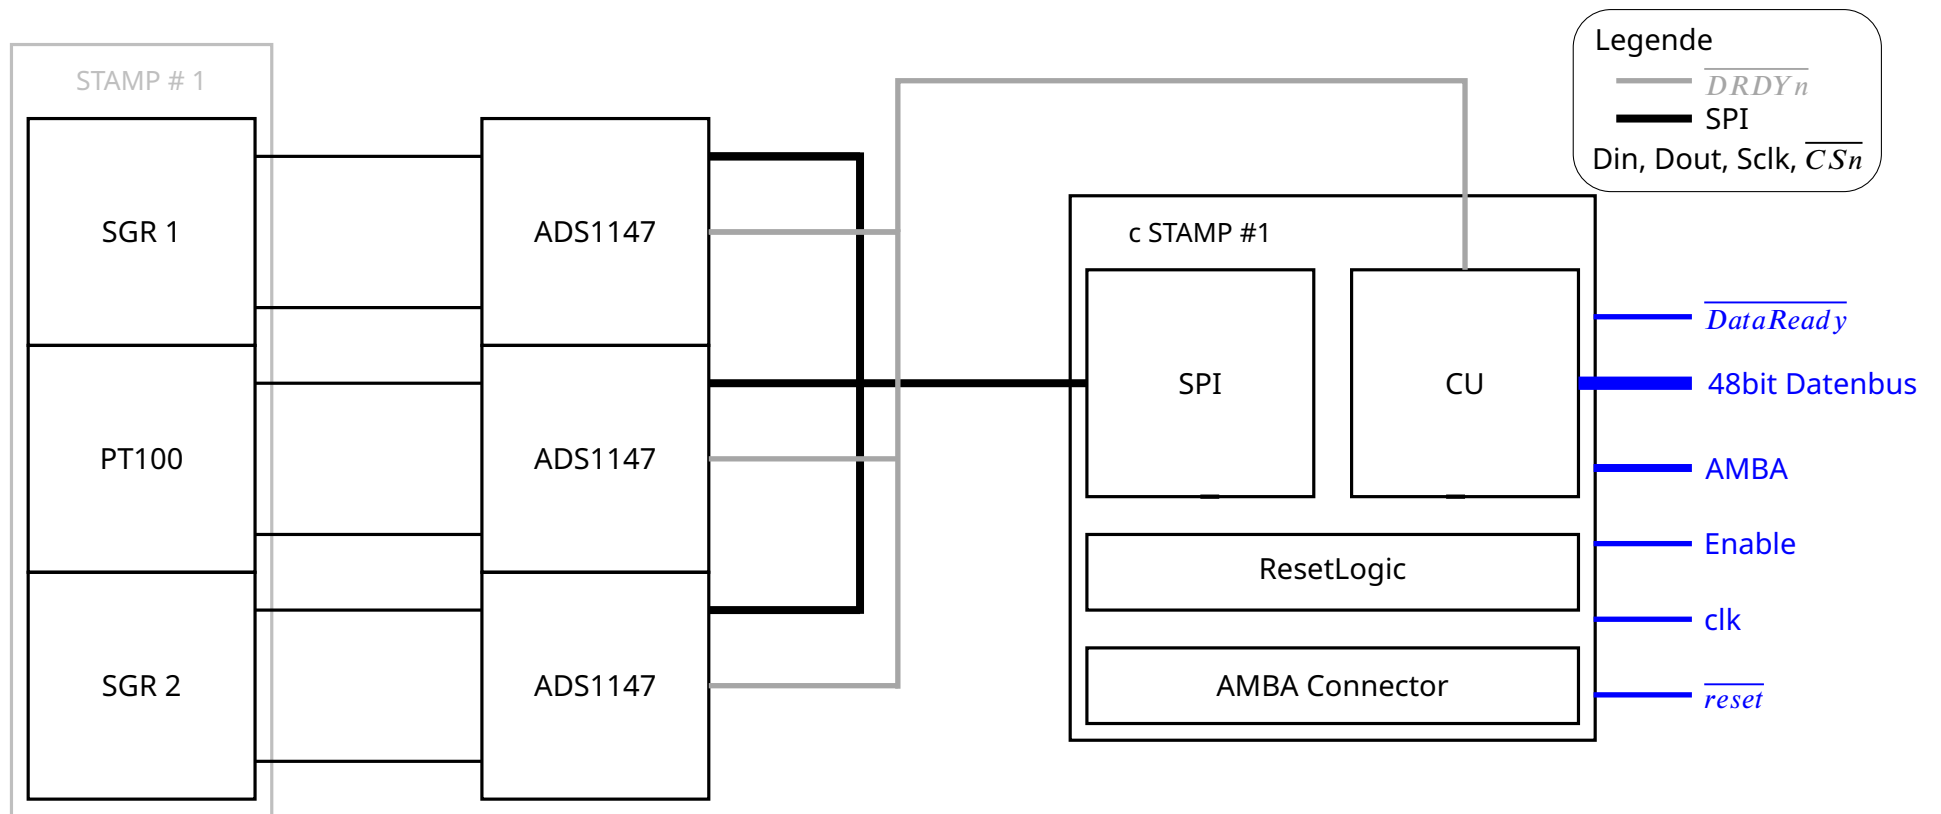 Legende
DRDYn
SPI
Din, Dout, Sclk, CSn
STAMP # 1
SGR 1
PT100
SGR 2
ADS1147
ADS1147
ADS1147
c STAMP #1
SPI
CU
ResetLogic
AMBA Connector
DataReady
48bit Datenbus
AMBA
Enable
clk
reset